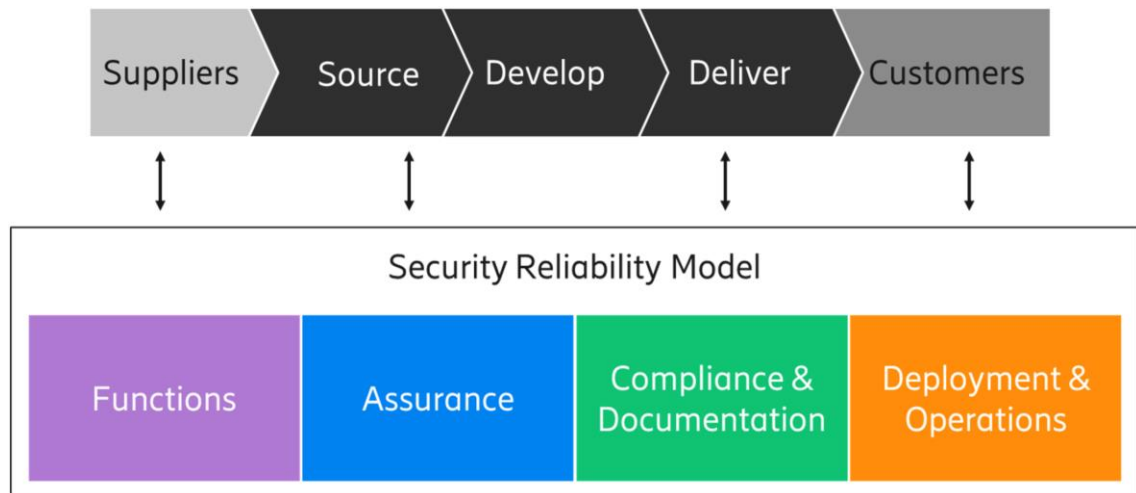 Suppliers
Source
Develop
Deliver
Customers
Security Reliability Model
Functions
Assurance
Compliance &
Documentation
Deployment &
Operations